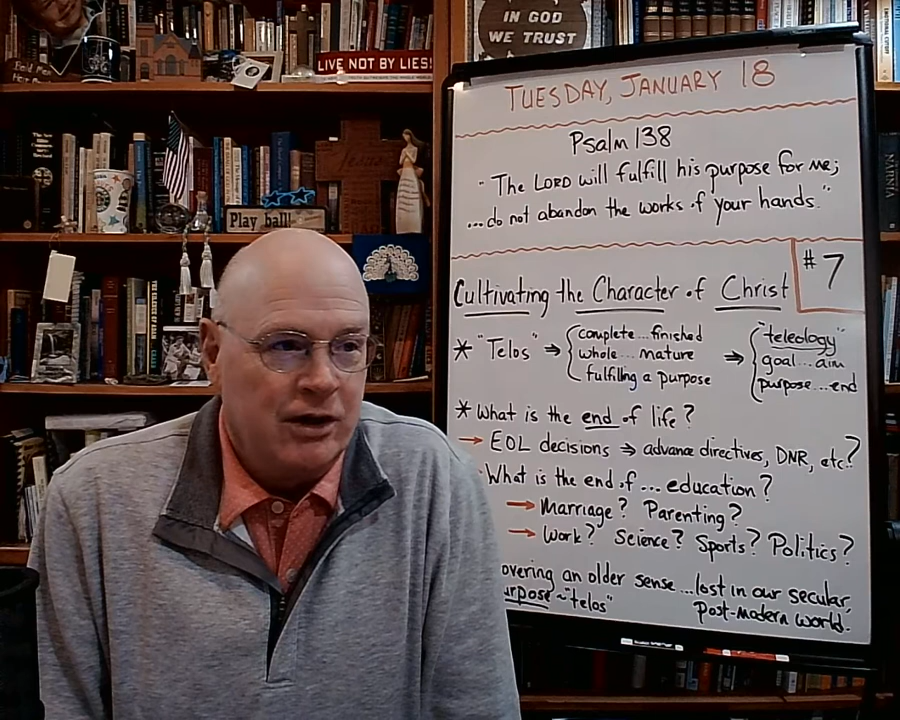 IN GOD
WE TRUST
LIVE NOT BY LIES!
Play ball!
NARNIA
TUESDAY, JANUARY 18
Psalm 138
"The LORD will fulfill his purpose for me;
...do not abandon the works of your hands."
#7
Cultivating the Character of Christ
* "Telos" ⇒ { complete...finished
whole...mature
fulfilling a purpose
⇒ { "teleology"
goal...aim
purpose...end
* What is the end of life?
→ EOL decisions ⇒ advance directives, DNR, etc?
What is the end of... education?
→ Marriage? Parenting?
→ Work? Science? Sports? Politics?
overing an older sense...lost in our secular,
urpose ~ "telos" post-modern world.